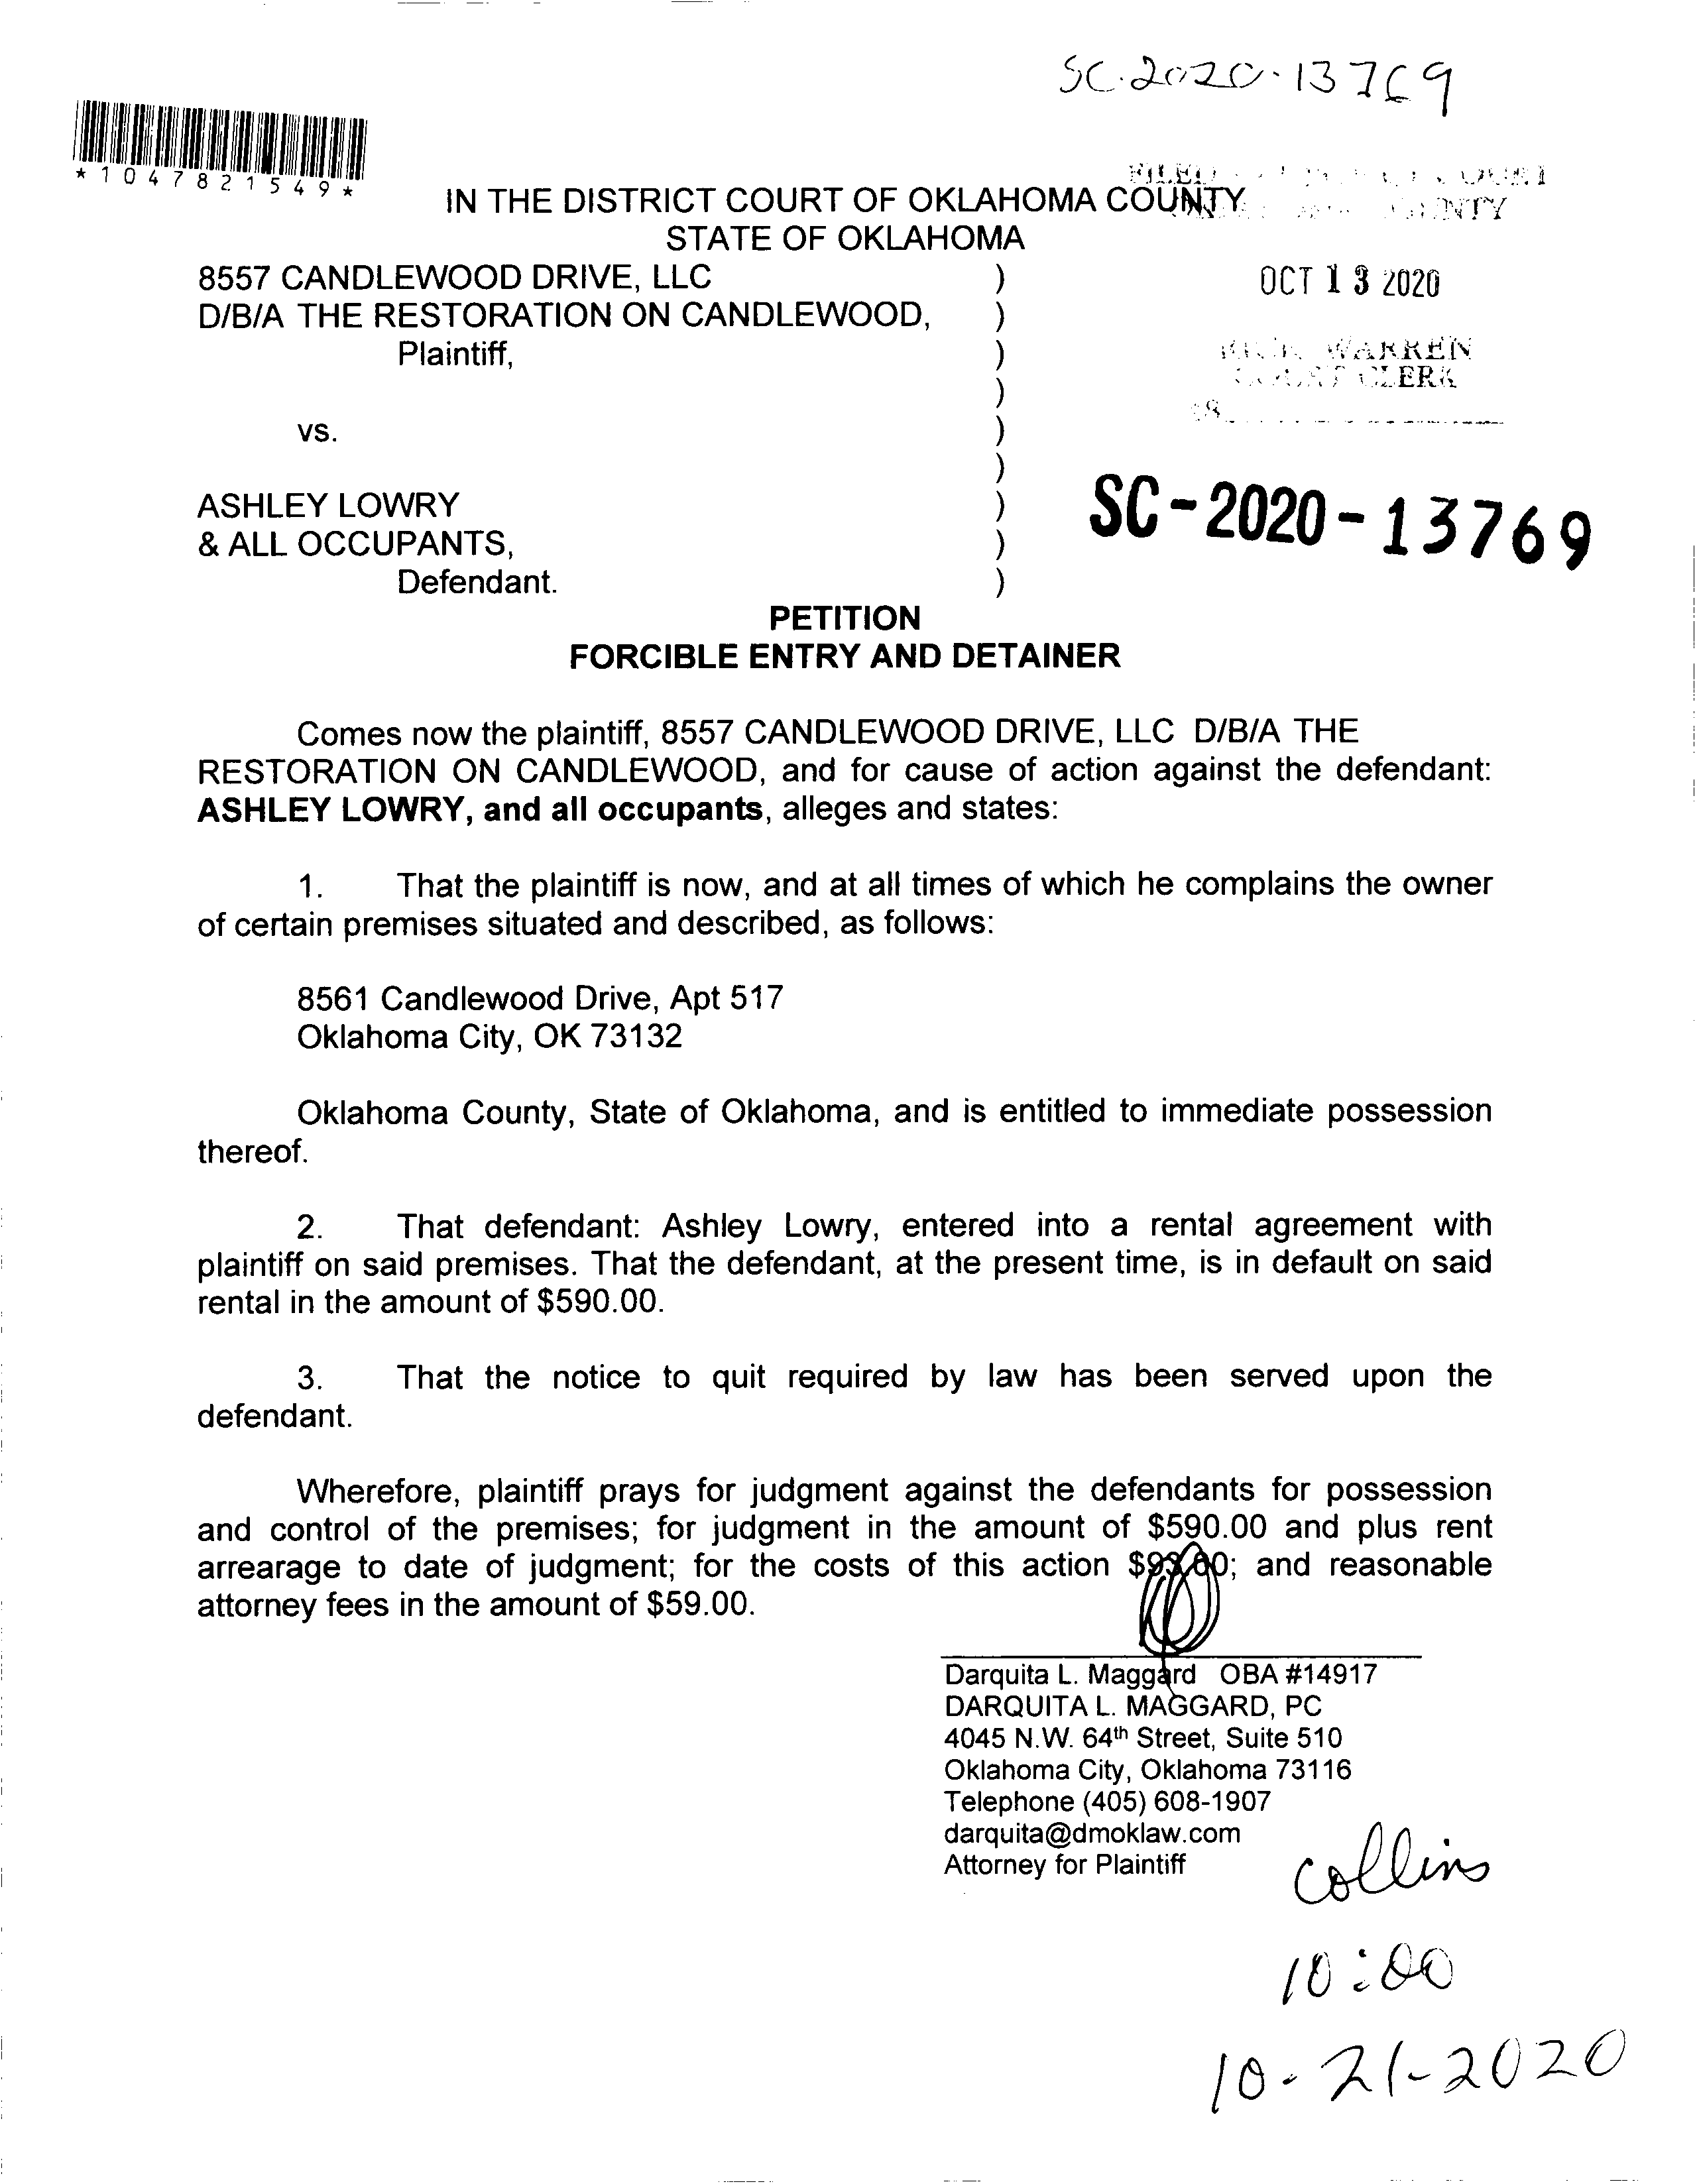 SC-2020-13769
*1047821549*
FILED
IN THE DISTRICT COURT OF OKLAHOMA COUNTY
STATE OF OKLAHOMA
8557 CANDLEWOOD DRIVE, LLC )
OCT 13 2020
D/B/A THE RESTORATION ON CANDLEWOOD, )
Plaintiff, )
WARREN
)
COURT CLERK
vs. )
)
ASHLEY LOWRY )
SC-2020-13769
& ALL OCCUPANTS, )
Defendant. )
PETITION
FORCIBLE ENTRY AND DETAINER
Comes now the plaintiff, 8557 CANDLEWOOD DRIVE, LLC D/B/A THE
RESTORATION ON CANDLEWOOD, and for cause of action against the defendant:
ASHLEY LOWRY, and all occupants, alleges and states:
1. That the plaintiff is now, and at all times of which he complains the owner
of certain premises situated and described, as follows:
8561 Candlewood Drive, Apt 517
Oklahoma City, OK 73132
Oklahoma County, State of Oklahoma, and is entitled to immediate possession
thereof.
2. That defendant: Ashley Lowry, entered into a rental agreement with
plaintiff on said premises. That the defendant, at the present time, is in default on said
rental in the amount of $590.00.
3. That the notice to quit required by law has been served upon the
defendant.
Wherefore, plaintiff prays for judgment against the defendants for possession
and control of the premises; for judgment in the amount of $590.00 and plus rent
arrearage to date of judgment; for the costs of this action ; and reasonable
attorney fees in the amount of $59.00.
Darquita L. Maggard OBA #14917
DARQUITA L. MAGGARD, PC
4045 N.W. 64th Street, Suite 510
Oklahoma City, Oklahoma 73116
Telephone (405) 608-1907
darquita@dmoklaw.com
Attorney for Plaintiff
Collins
10:00
10-21-2020